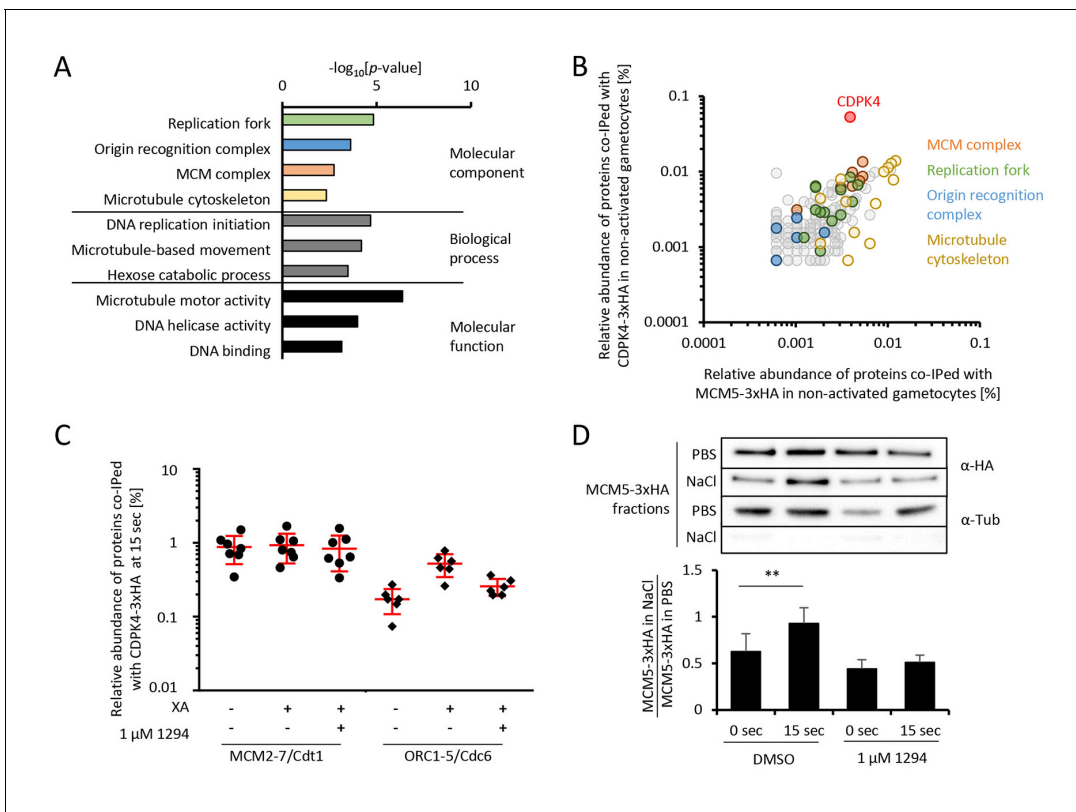 A
-log10[p-value]
0 5 10
Replication fork
Origin recognition complex
MCM complex
Microtubule cytoskeleton
Molecular
component
DNA replication initiation
Microtubule-based movement
Hexose catabolic process
Biological
process
Microtubule motor activity
DNA helicase activity
DNA binding
Molecular
function
B
Relative abundance of proteins co-IPed with
CDPK4-3xHA in non-activated gametocytes [%]
0.1
0.01
0.001
0.0001
CDPK4
MCM complex
Replication fork
Origin recognition
complex
Microtubule
cytoskeleton
0.0001 0.001 0.01 0.1
Relative abundance of proteins co-IPed with
MCM5-3xHA in non-activated gametocytes [%]
C
Relative abundance of proteins co-IPed
with CDPK4-3xHA at 15 sec [%]
10
1
0.1
0.01
XA - + + - + +
1 µM 1294 - - + - - +
MCM2-7/Cdt1 ORC1-5/Cdc6
D
MCM5-3xHA
fractions
PBS
NaCl
PBS
NaCl
α-HA
α-Tub
MCM5-3xHA in NaCl
MCM5-3xHA in PBS
1.5
1
0.5
0
**
0 sec 15 sec 0 sec 15 sec
DMSO 1 µM 1294